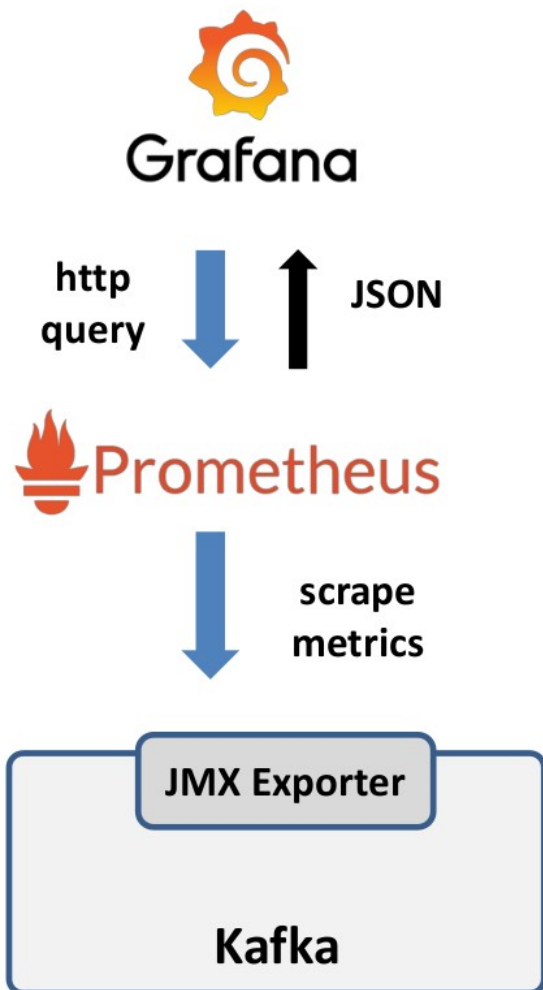 Grafana
http
query
JSON
Prometheus
scrape
metrics
JMX Exporter
Kafka